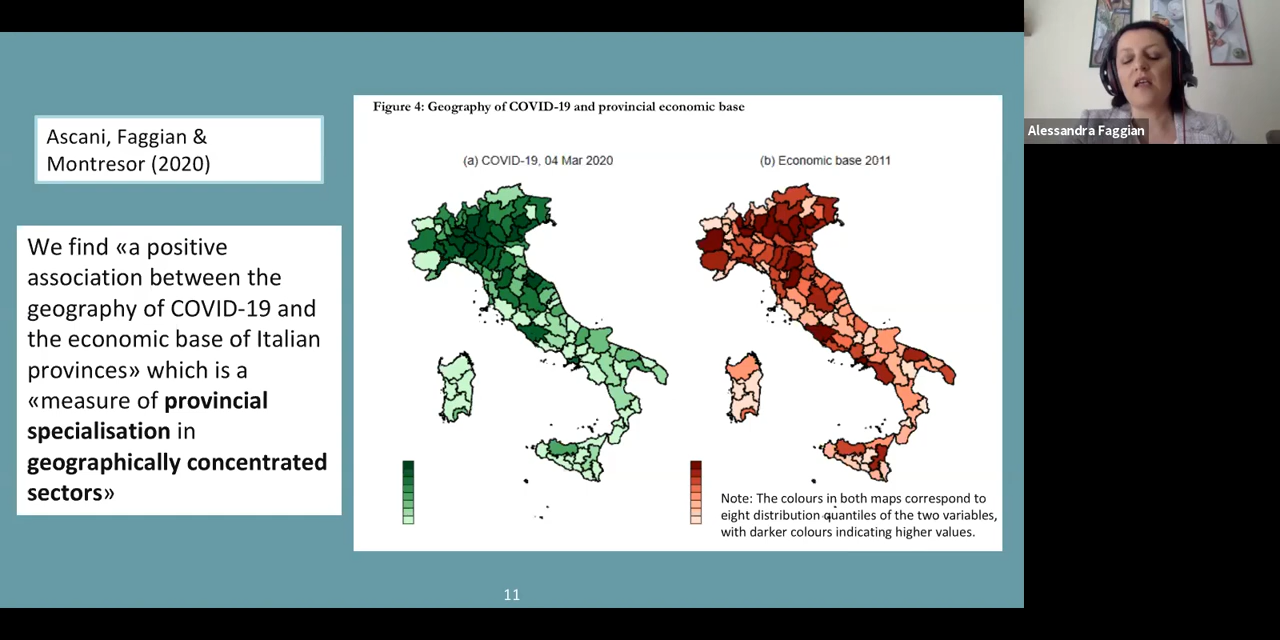 Ascani, Faggian &
Montresor (2020)
We find «a positive
association between the
geography of COVID-19 and
the economic base of Italian
provinces» which is a
«measure of provincial
specialisation in
geographically concentrated
sectors»
Figure 4: Geography of COVID-19 and provincial economic base
(a) COVID-19, 04 Mar 2020
(b) Economic base 2011
Note: The colours in both maps correspond to
eight distribution quantiles of the two variables,
with darker colours indicating higher values.
11
Alessandra Faggian